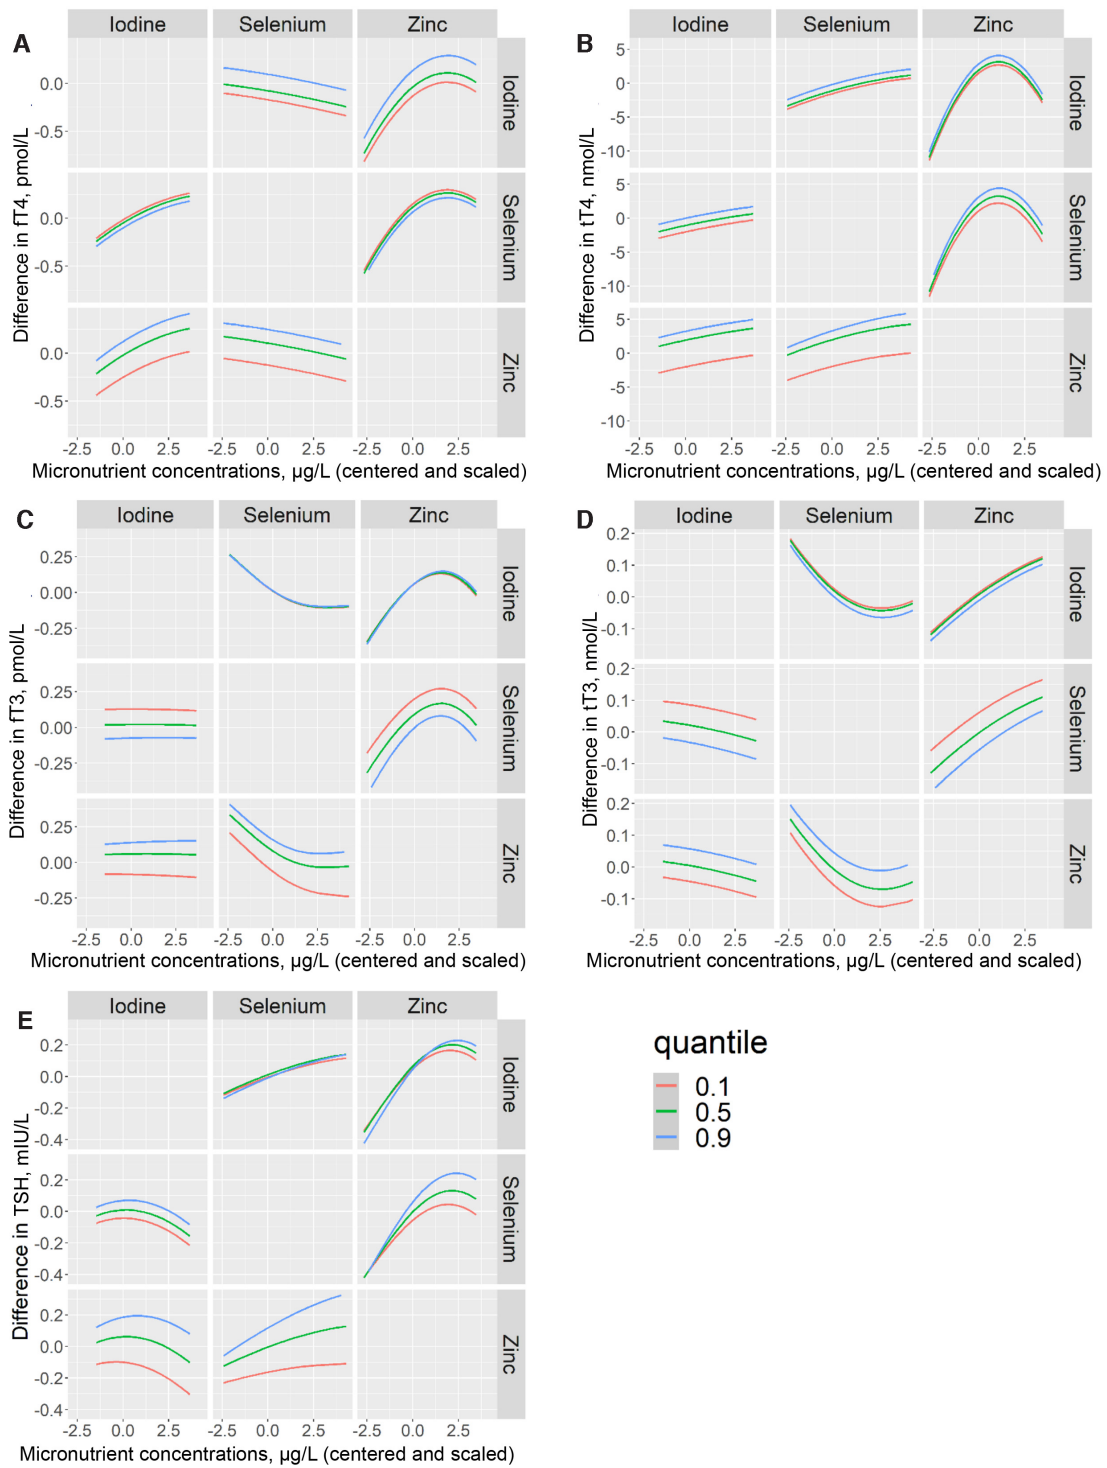 A
Iodine Selenium Zinc
Difference in fT4, pmol/L
0.0
-0.5
Iodine
0.0
-0.5
Selenium
0.0
-0.5
Zinc
-2.5 0.0 2.5 -2.5 0.0 2.5 -2.5 0.0 2.5
Micronutrient concentrations, µg/L (centered and scaled)
B
Iodine Selenium Zinc
Difference in tT4, nmol/L
5
0
-5
-10
Iodine
5
0
-5
-10
Selenium
5
0
-5
-10
Zinc
-2.5 0.0 2.5 -2.5 0.0 2.5 -2.5 0.0 2.5
Micronutrient concentrations, µg/L (centered and scaled)
C
Iodine Selenium Zinc
Difference in fT3, pmol/L
0.25
0.00
-0.25
Iodine
0.25
0.00
-0.25
Selenium
0.25
0.00
-0.25
Zinc
-2.5 0.0 2.5 -2.5 0.0 2.5 -2.5 0.0 2.5
Micronutrient concentrations, µg/L (centered and scaled)
D
Iodine Selenium Zinc
Difference in tT3, nmol/L
0.2
0.1
0.0
-0.1
Iodine
0.2
0.1
0.0
-0.1
Selenium
0.2
0.1
0.0
-0.1
Zinc
-2.5 0.0 2.5 -2.5 0.0 2.5 -2.5 0.0 2.5
Micronutrient concentrations, µg/L (centered and scaled)
E
Iodine Selenium Zinc
Difference in TSH, mIU/L
0.2
0.0
-0.2
-0.4
Iodine
0.2
0.0
-0.2
-0.4
Selenium
0.2
0.0
-0.2
-0.4
Zinc
-2.5 0.0 2.5 -2.5 0.0 2.5 -2.5 0.0 2.5
Micronutrient concentrations, µg/L (centered and scaled)
quantile
0.1
0.5
0.9